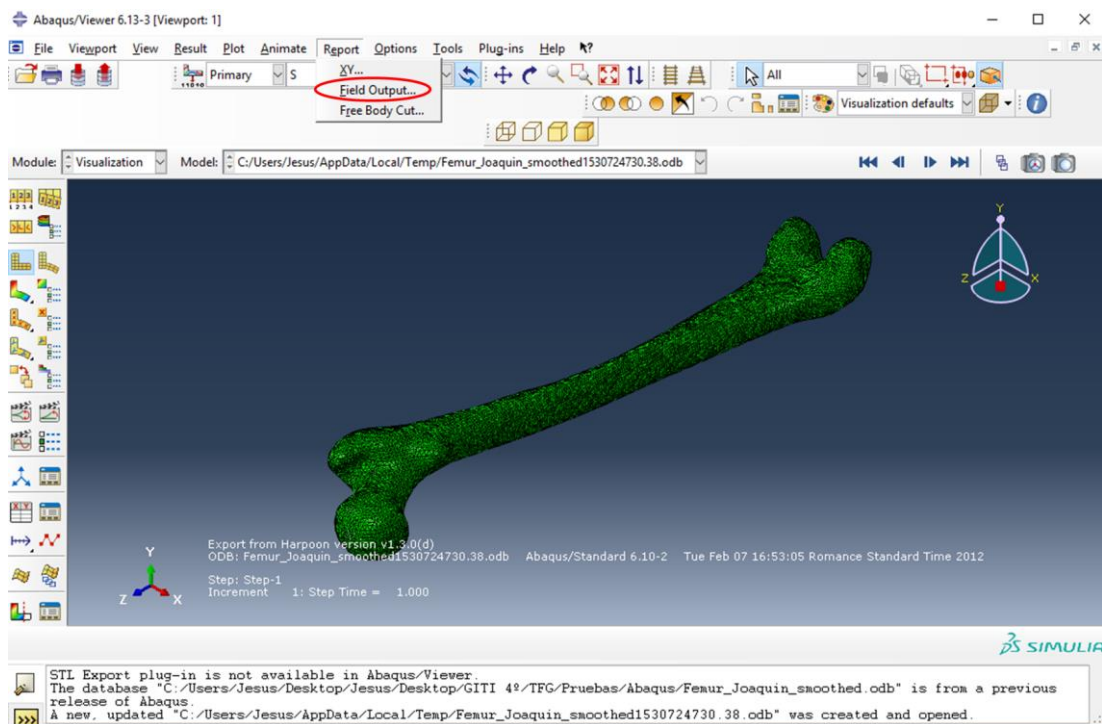 Abaqus/Viewer 6.13-3 [Viewport: 1]
File Viewport View Result Plot Animate Report Options Tools Plug-ins Help
Primary S All
XY...
Field Output...
Free Body Cut...
Visualization defaults
Module: Visualization Model: C:/Users/Jesus/AppData/Local/Temp/Femur_Joaquin_smoothed1530724730.38.odb
Y
Z X
Export from Harpoon version v1.3.0(d)
ODB: Femur_Joaquin_smoothed1530724730.38.odb Abaqus/Standard 6.10-2 Tue Feb 07 16:53:05 Romance Standard Time 2012
Y
Step: Step-1
Increment 1: Step Time = 1.000
Z X
SIMULIA
STL Export plug-in is not available in Abaqus/Viewer.
The database "C:/Users/Jesus/Desktop/Jesus/Desktop/GITI 4º/TFG/Pruebas/Abaqus/Femur_Joaquin_smoothed.odb" is from a previous
release of Abaqus.
A new, updated "C:/Users/Jesus/AppData/Local/Temp/Femur_Joaquin_smoothed1530724730.38.odb" was created and opened.